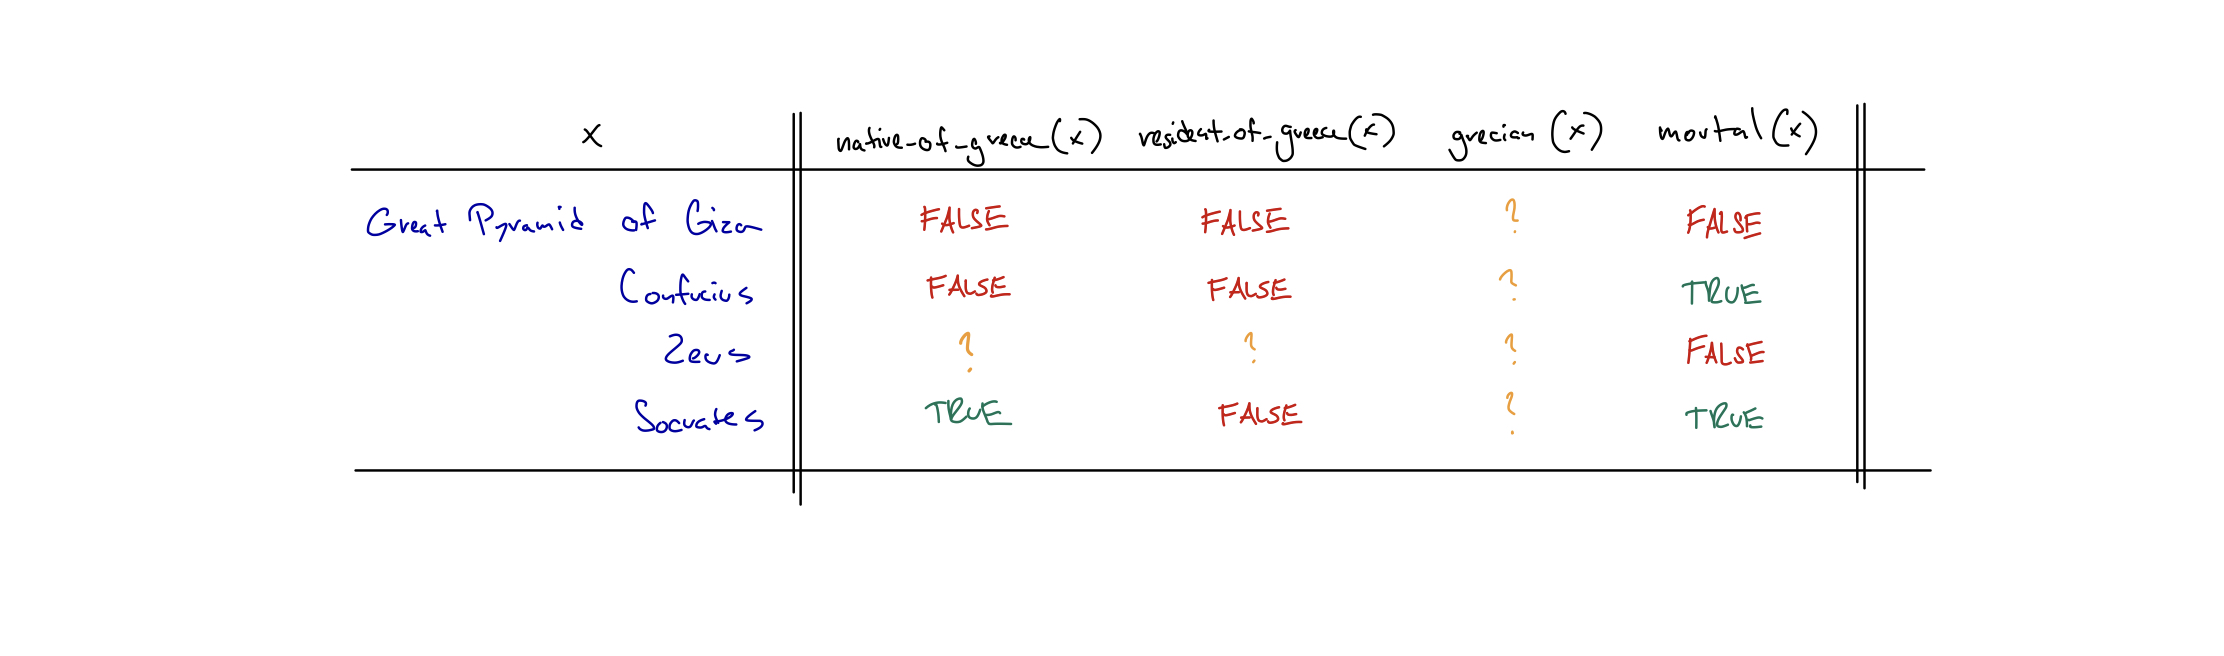 x native-of-greece(x) resident-of-greece(x) grecian(x) mortal(x)
Great Pyramid of Giza FALSE FALSE ? FALSE
Confucius FALSE FALSE ? TRUE
Zeus ? ? ? FALSE
Socrates TRUE FALSE ? TRUE